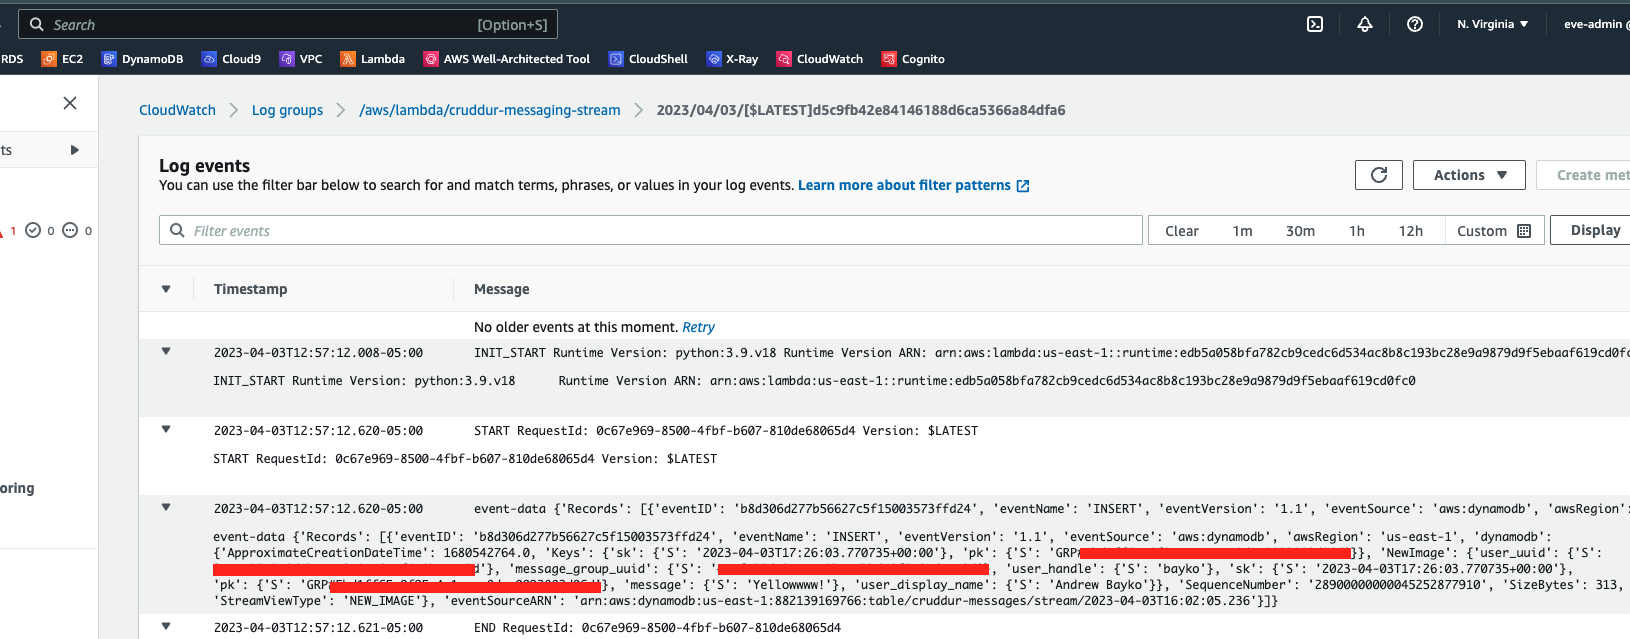 Search [Option+S] N. Virginia ▼ eve-admin @
RDS EC2 DynamoDB Cloud9 VPC Lambda AWS Well-Architected Tool CloudShell X-Ray CloudWatch Cognito
CloudWatch > Log groups > /aws/lambda/cruddur-messaging-stream > 2023/04/03/[$LATEST]d5c9fb42e84146188d6ca5366a84dfa6
ts
Log events
You can use the filter bar below to search for and match terms, phrases, or values in your log events. Learn more about filter patterns
Actions ▼ Create met
1 0 0
Filter events
Clear 1m 30m 1h 12h Custom Display
Timestamp Message
No older events at this moment. Retry
2023-04-03T12:57:12.008-05:00 INIT_START Runtime Version: python:3.9.v18 Runtime Version ARN: arn:aws:lambda:us-east-1::runtime:edb5a058bfa782cb9cedc6d534ac8b8c193bc28e9a9879d9f5ebaaf619cd0fc
INIT_START Runtime Version: python:3.9.v18 Runtime Version ARN: arn:aws:lambda:us-east-1::runtime:edb5a058bfa782cb9cedc6d534ac8b8c193bc28e9a9879d9f5ebaaf619cd0fc0
2023-04-03T12:57:12.620-05:00 START RequestId: 0c67e969-8500-4fbf-b607-810de68065d4 Version: $LATEST
START RequestId: 0c67e969-8500-4fbf-b607-810de68065d4 Version: $LATEST
oring
2023-04-03T12:57:12.620-05:00 event-data {'Records': [{'eventID': 'b8d306d277b56627c5f15003573ffd24', 'eventName': 'INSERT', 'eventVersion': '1.1', 'eventSource': 'aws:dynamodb', 'awsRegion':
event-data {'Records': [{'eventID': 'b8d306d277b56627c5f15003573ffd24', 'eventName': 'INSERT', 'eventVersion': '1.1', 'eventSource': 'aws:dynamodb', 'awsRegion': 'us-east-1', 'dynamodb':
{'ApproximateCreationDateTime': 1680542764.0, 'Keys': {'sk': {'S': '2023-04-03T17:26:03.770735+00:00'}, 'pk': {'S': 'GRP# }}, 'NewImage': {'user_uuid': {'S':
'}, 'message_group_uuid': {'S': ' , 'user_handle': {'S': 'bayko'}, 'sk': {'S': '2023-04-03T17:26:03.770735+00:00'},
'pk': {'S': 'GRP# }, 'message': {'S': 'Yellowwww!'}, 'user_display_name': {'S': 'Andrew Bayko'}}, 'SequenceNumber': '28900000000045252877910', 'SizeBytes': 313,
'StreamViewType': 'NEW_IMAGE'}, 'eventSourceARN': 'arn:aws:dynamodb:us-east-1:882139169766:table/cruddur-messages/stream/2023-04-03T16:02:05.236'}]}
2023-04-03T12:57:12.621-05:00 END RequestId: 0c67e969-8500-4fbf-b607-810de68065d4